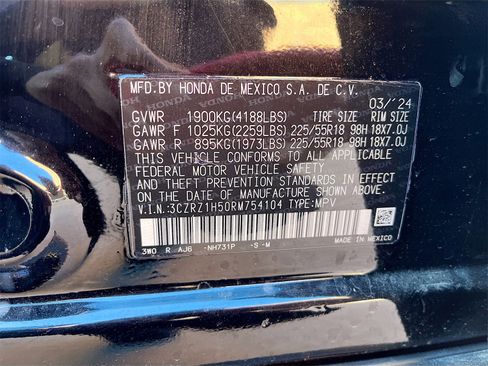 MFD.BY HONDA DE MEXICO S.A. DE C.V.
03/'24
GVWR 1900KG(4188LBS) TIRE SIZE RIM SIZE
GAWR F 1025KG(2259LBS) 225/55R18 98H 18X7.0J
GAWR R 895KG(1973LBS) 225/55R18 98H 18X7.0J
THIS VEHICLE CONFORMS TO ALL APPLICABLE
FEDERAL MOTOR VEHICLE SAFETY
AND THEFT PREVENTION STANDARDS IN EFFECT
ON THE DATE OF MANUFACTURE SHOWN ABOVE.
V.I.N.:3CZRZ1H50RM754104 TYPE:MPV
3W0 R AJ6 -NH731P -S -M